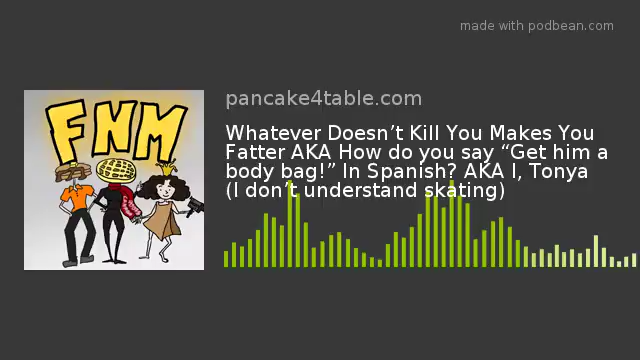 made with podbean.com
FNM
pancake4table.com
Whatever Doesn’t Kill You Makes You
Fatter AKA How do you say “Get him a
body bag!” In Spanish? AKA I, Tonya
(I don’t understand skating)